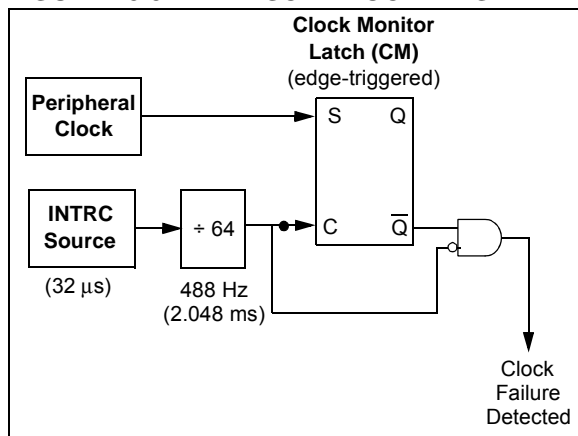 Clock Monitor
Latch (CM)
(edge-triggered)
Peripheral
Clock
S Q
INTRC
Source
÷ 64
C Q̅
(32 μs)
488 Hz
(2.048 ms)
Clock
Failure
Detected